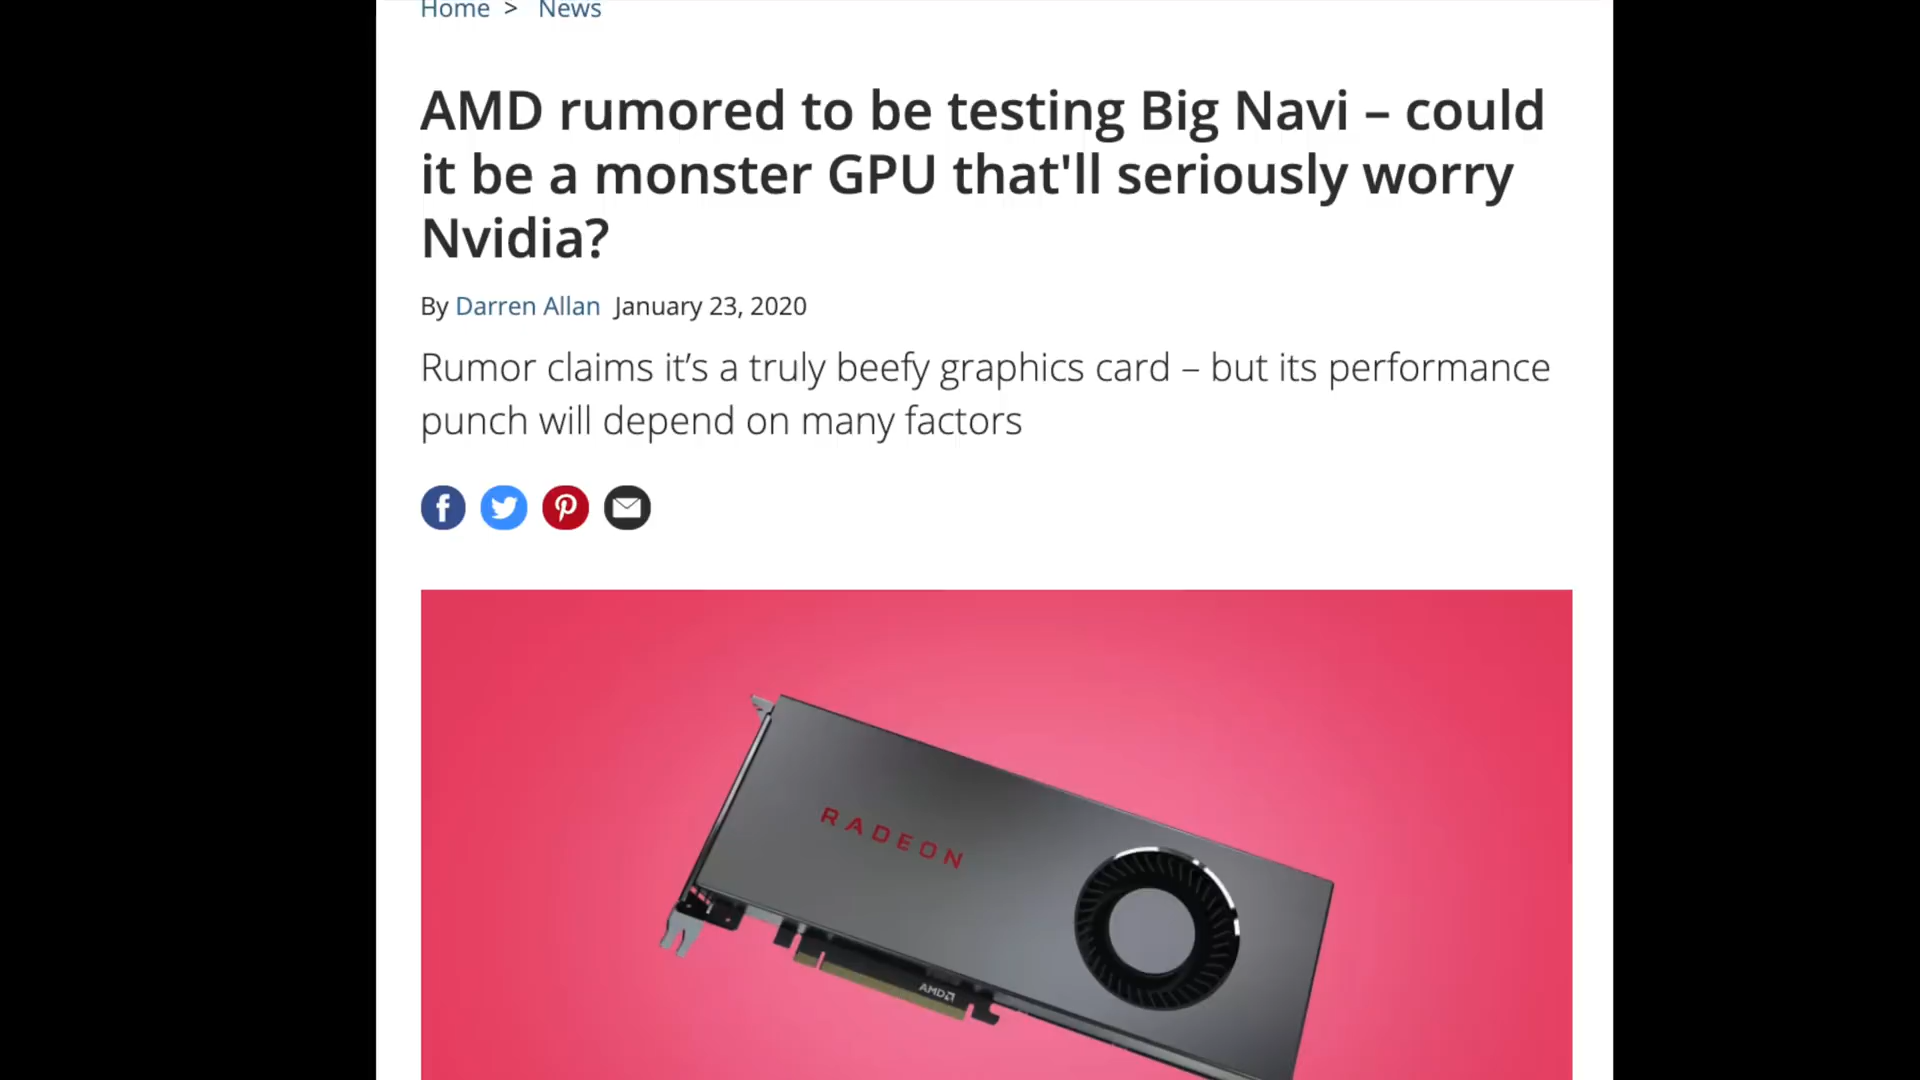 Home > News
AMD rumored to be testing Big Navi – could
it be a monster GPU that'll seriously worry
Nvidia?
By Darren Allan January 23, 2020
Rumor claims it’s a truly beefy graphics card – but its performance
punch will depend on many factors
RADEON
AMD